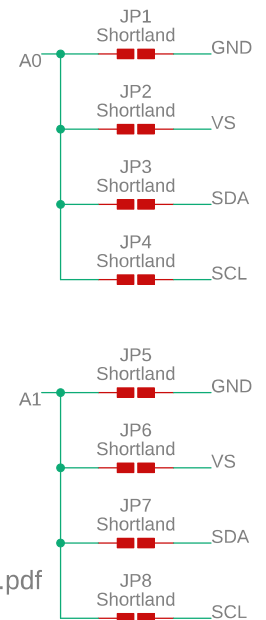 JP1
Shortland
A0
GND
JP2
Shortland
VS
JP3
Shortland
SDA
JP4
Shortland
SCL
JP5
Shortland
A1
GND
JP6
Shortland
VS
JP7
Shortland
SDA
.pdf
JP8
Shortland
SCL